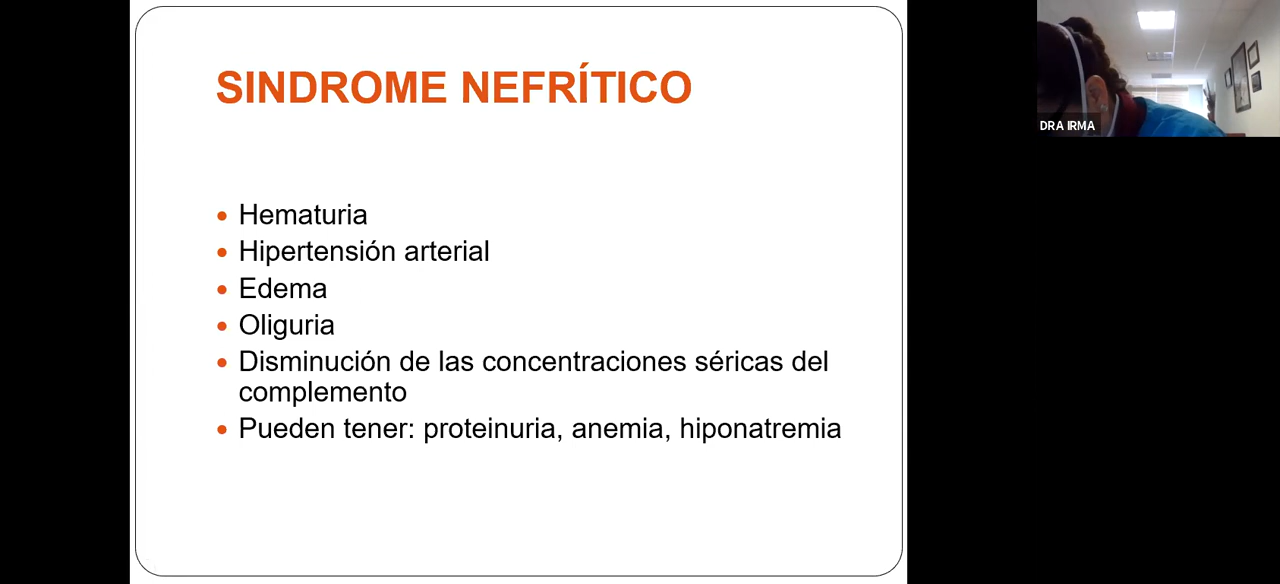 SINDROME NEFRÍTICO
• Hematuria
• Hipertensión arterial
• Edema
• Oliguria
• Disminución de las concentraciones séricas del
complemento
• Pueden tener: proteinuria, anemia, hiponatremia
DRA IRMA